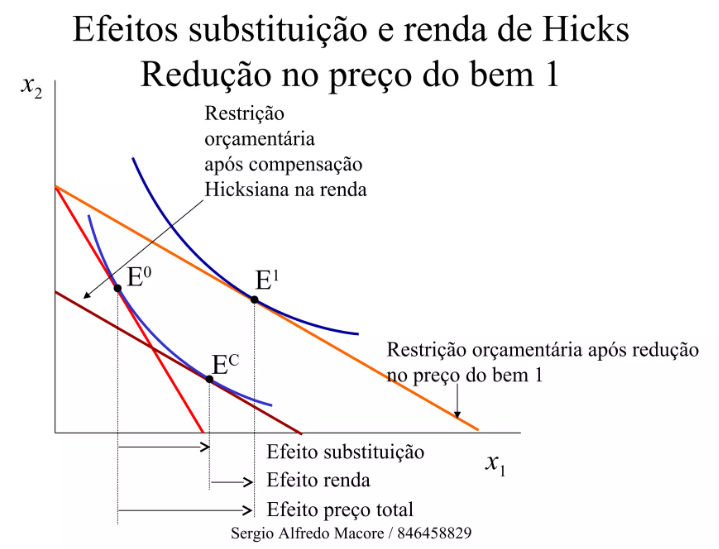 Efeitos substituição e renda de Hicks
Redução no preço do bem 1
x₂
Restrição
orçamentária
após compensação
Hicksiana na renda
E⁰
E¹
Eᶜ
Restrição orçamentária após redução
no preço do bem 1
Efeito substituição
x₁
Efeito renda
Efeito preço total
Sergio Alfredo Macore / 846458829